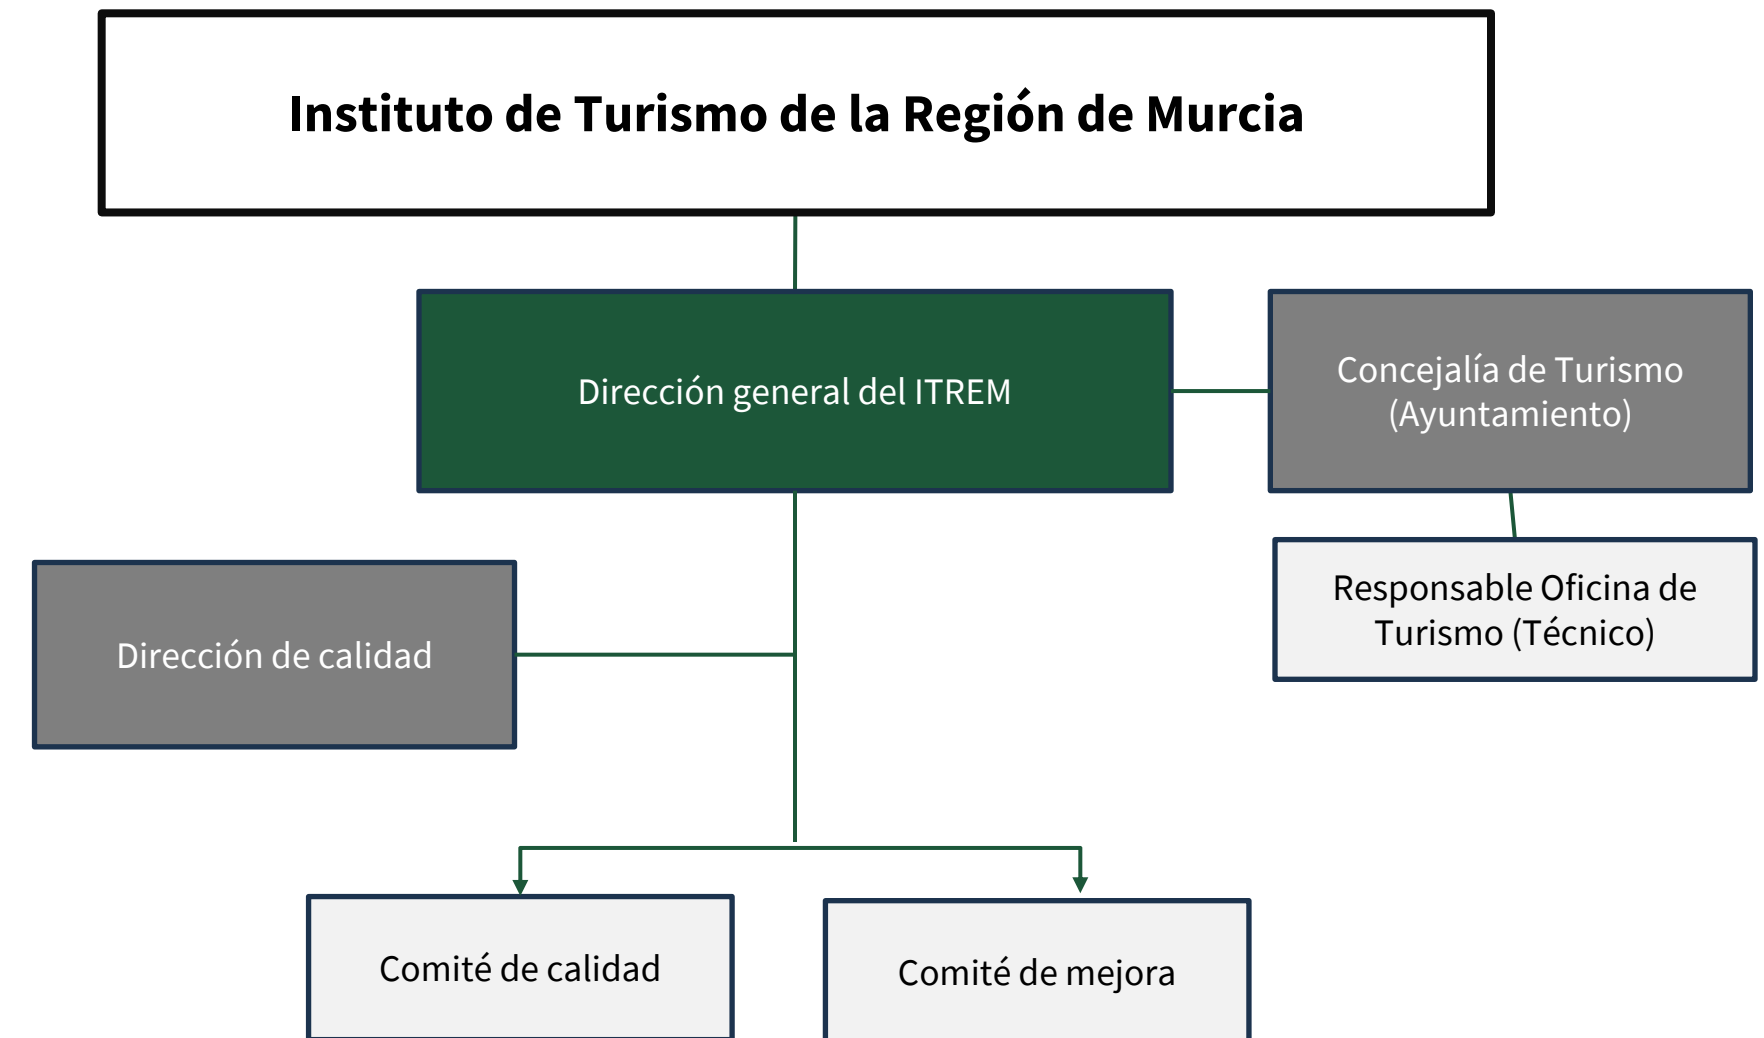 Instituto de Turismo de la Región de Murcia
Dirección general del ITREM
Concejalía de Turismo
(Ayuntamiento)
Responsable Oficina de
Turismo (Técnico)
Dirección de calidad
Comité de calidad
Comité de mejora